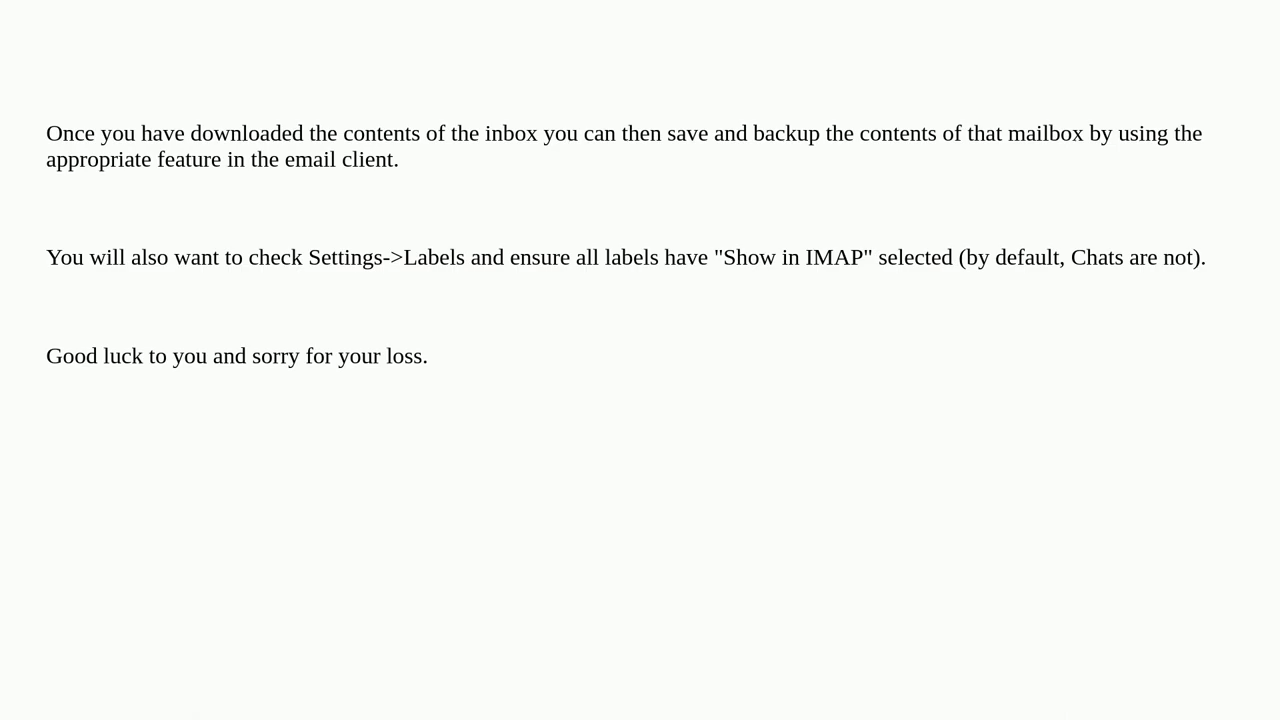 Once you have downloaded the contents of the inbox you can then save and backup the contents of that mailbox by using the
appropriate feature in the email client.
You will also want to check Settings->Labels and ensure all labels have "Show in IMAP" selected (by default, Chats are not).
Good luck to you and sorry for your loss.